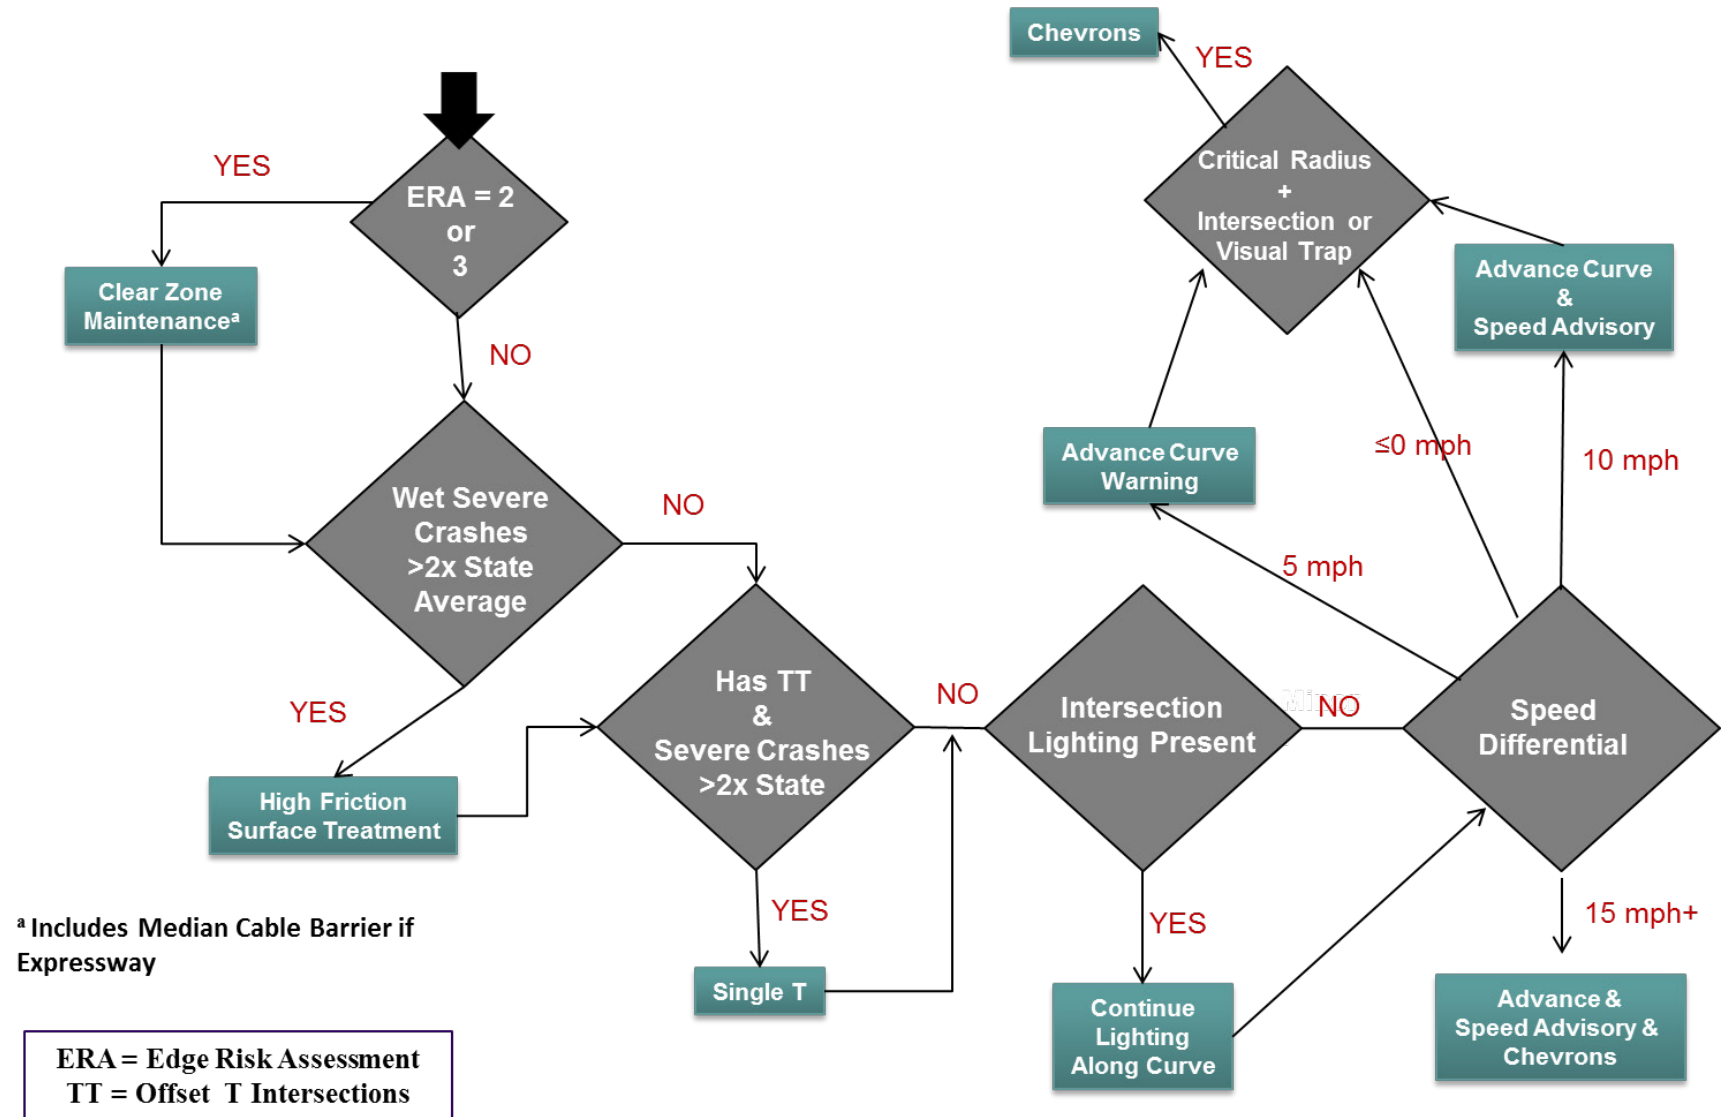 Chevrons
YES
ERA = 2
or
3
YES
Clear Zone
Maintenanceᵃ
NO
Critical Radius
+
Intersection or
Visual Trap
Advance Curve
&
Speed Advisory
Advance Curve
Warning
≤0 mph
10 mph
5 mph
Wet Severe
Crashes
>2x State
Average
NO
YES
High Friction
Surface Treatment
Has TT
&
Severe Crashes
>2x State
NO
YES
Single T
Intersection
Lighting Present
Minor
NO
YES
Continue
Lighting
Along Curve
Speed
Differential
15 mph+
Advance &
Speed Advisory &
Chevrons
ᵃ Includes Median Cable Barrier if
Expressway
ERA = Edge Risk Assessment
TT = Offset T Intersections